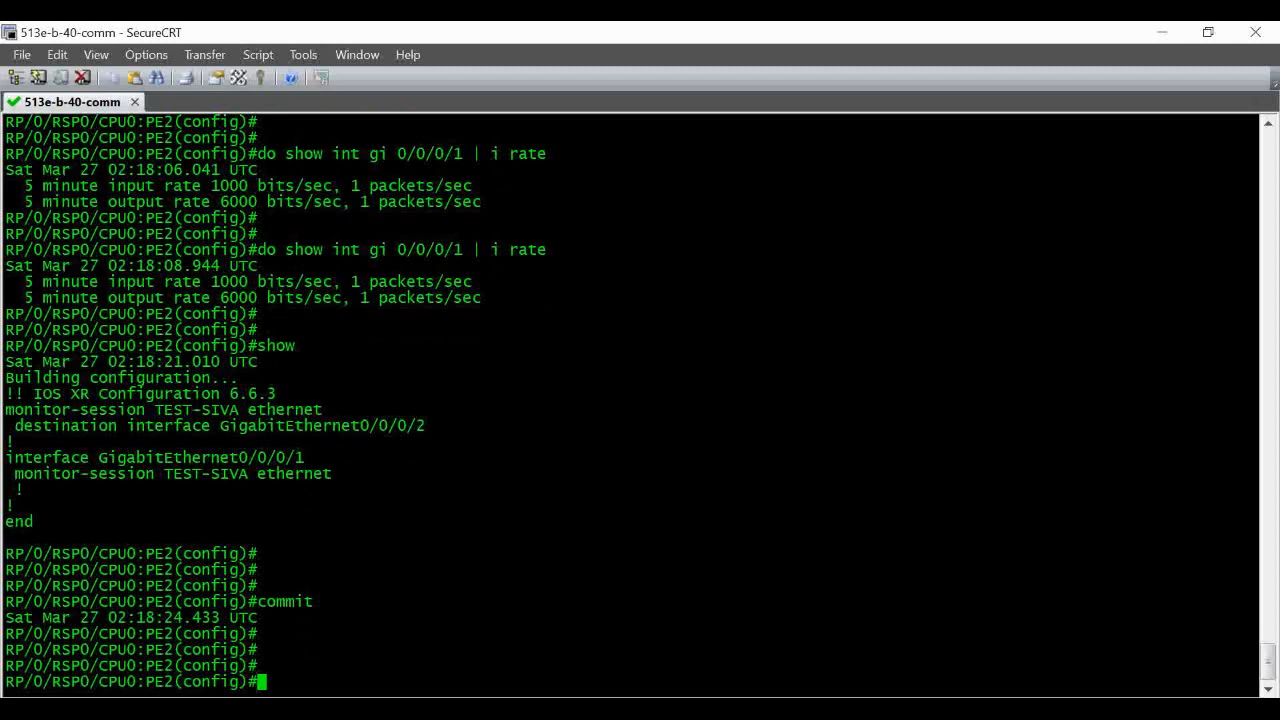 513e-b-40-comm - SecureCRT
File Edit View Options Transfer Script Tools Window Help
513e-b-40-comm
RP/0/RSP0/CPU0:PE2(config)#
RP/0/RSP0/CPU0:PE2(config)#
RP/0/RSP0/CPU0:PE2(config)#do show int gi 0/0/0/1 | i rate
Sat Mar 27 02:18:06.041 UTC
  5 minute input rate 1000 bits/sec, 1 packets/sec
  5 minute output rate 6000 bits/sec, 1 packets/sec
RP/0/RSP0/CPU0:PE2(config)#
RP/0/RSP0/CPU0:PE2(config)#
RP/0/RSP0/CPU0:PE2(config)#do show int gi 0/0/0/1 | i rate
Sat Mar 27 02:18:08.944 UTC
  5 minute input rate 1000 bits/sec, 1 packets/sec
  5 minute output rate 6000 bits/sec, 1 packets/sec
RP/0/RSP0/CPU0:PE2(config)#
RP/0/RSP0/CPU0:PE2(config)#
RP/0/RSP0/CPU0:PE2(config)#show
Sat Mar 27 02:18:21.010 UTC
Building configuration...
!! IOS XR Configuration 6.6.3
monitor-session TEST-SIVA ethernet
 destination interface GigabitEthernet0/0/0/2
!
interface GigabitEthernet0/0/0/1
 monitor-session TEST-SIVA ethernet
 !
!
end
RP/0/RSP0/CPU0:PE2(config)#
RP/0/RSP0/CPU0:PE2(config)#
RP/0/RSP0/CPU0:PE2(config)#
RP/0/RSP0/CPU0:PE2(config)#commit
Sat Mar 27 02:18:24.433 UTC
RP/0/RSP0/CPU0:PE2(config)#
RP/0/RSP0/CPU0:PE2(config)#
RP/0/RSP0/CPU0:PE2(config)#
RP/0/RSP0/CPU0:PE2(config)#